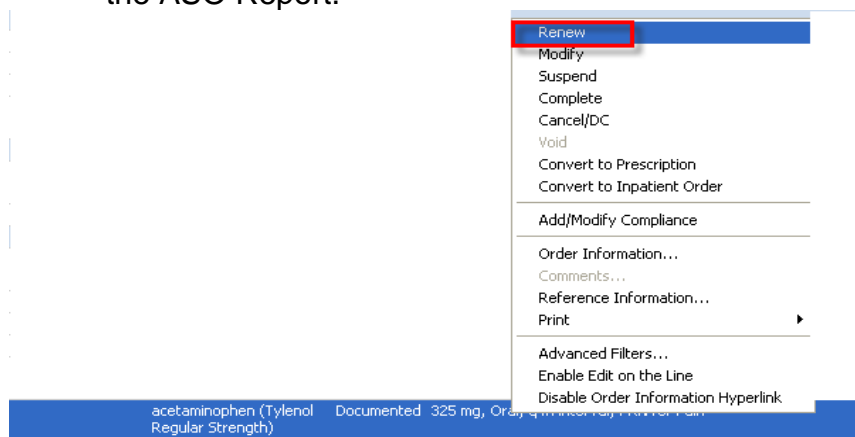 the ASO Report.
Renew
Modify
Suspend
Complete
Cancel/DC
Void
Convert to Prescription
Convert to Inpatient Order
Add/Modify Compliance
Order Information...
Comments...
Reference Information...
Print
Advanced Filters...
Enable Edit on the Line
Disable Order Information Hyperlink
acetaminophen (Tylenol Documented 325 mg, Oral,
Regular Strength)